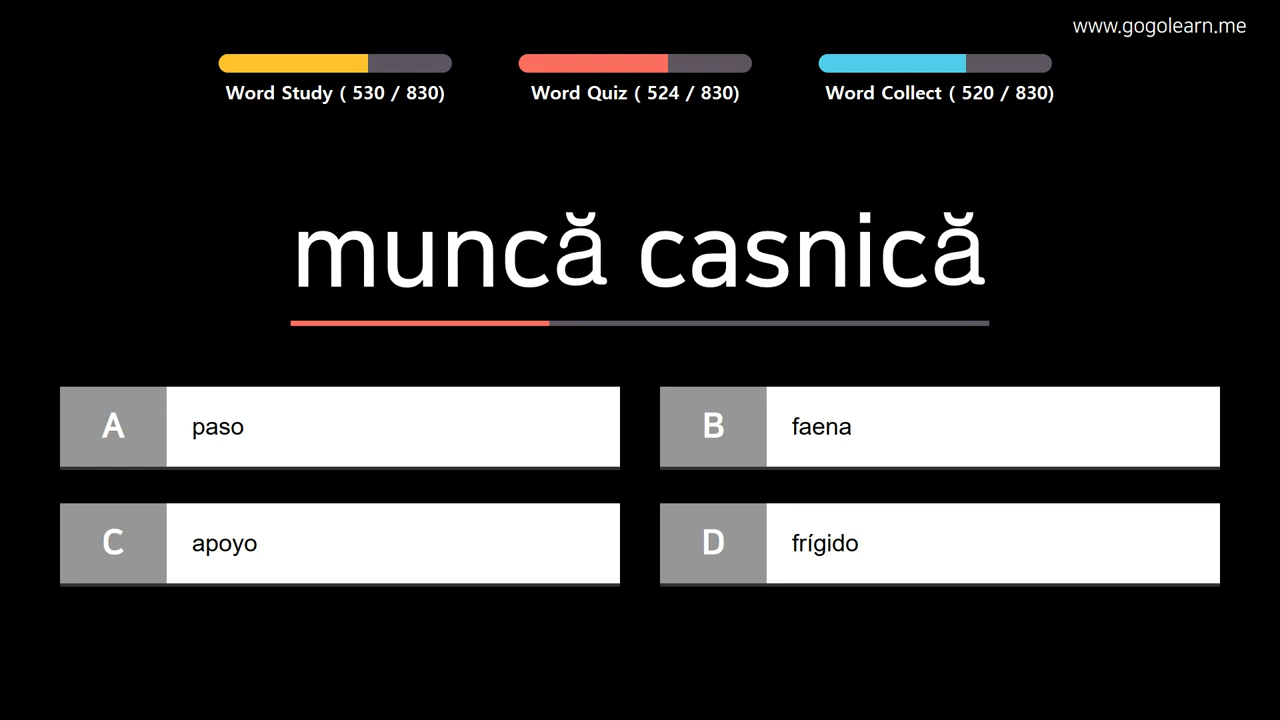 www.gogolearn.me
Word Study ( 530 / 830)
Word Quiz ( 524 / 830)
Word Collect ( 520 / 830)
muncă casnică
A paso
B faena
C apoyo
D frígido